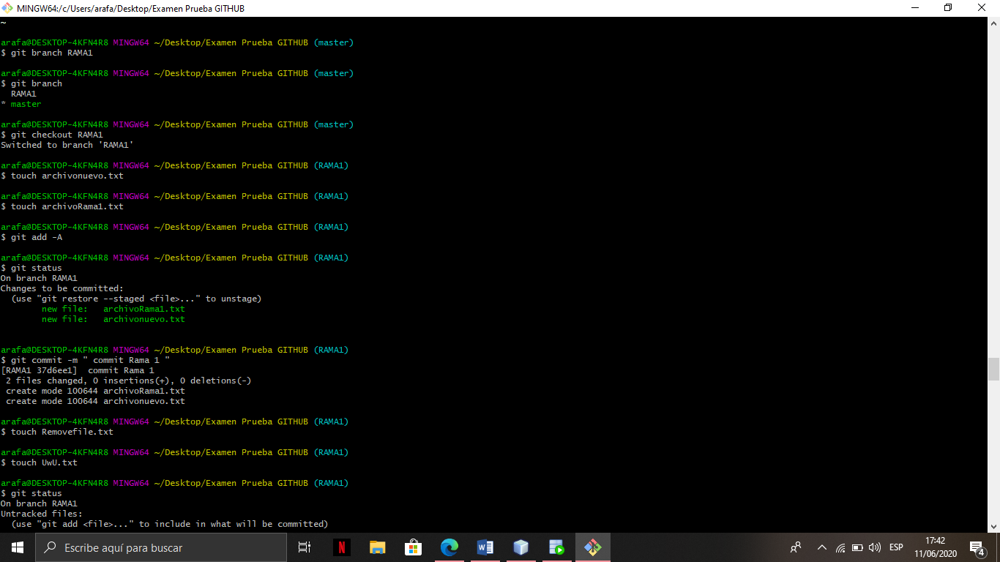 MINGW64:/c/Users/arafa/Desktop/Examen Prueba GITHUB
~
arafa@DESKTOP-4KFN4R8 MINGW64 ~/Desktop/Examen Prueba GITHUB (master)
$ git branch RAMA1
arafa@DESKTOP-4KFN4R8 MINGW64 ~/Desktop/Examen Prueba GITHUB (master)
$ git branch
  RAMA1
* master
arafa@DESKTOP-4KFN4R8 MINGW64 ~/Desktop/Examen Prueba GITHUB (master)
$ git checkout RAMA1
Switched to branch 'RAMA1'
arafa@DESKTOP-4KFN4R8 MINGW64 ~/Desktop/Examen Prueba GITHUB (RAMA1)
$ touch archivonuevo.txt
arafa@DESKTOP-4KFN4R8 MINGW64 ~/Desktop/Examen Prueba GITHUB (RAMA1)
$ touch archivoRama1.txt
arafa@DESKTOP-4KFN4R8 MINGW64 ~/Desktop/Examen Prueba GITHUB (RAMA1)
$ git add -A
arafa@DESKTOP-4KFN4R8 MINGW64 ~/Desktop/Examen Prueba GITHUB (RAMA1)
$ git status
On branch RAMA1
Changes to be committed:
  (use "git restore --staged <file>..." to unstage)
        new file:   archivoRama1.txt
        new file:   archivonuevo.txt
arafa@DESKTOP-4KFN4R8 MINGW64 ~/Desktop/Examen Prueba GITHUB (RAMA1)
$ git commit -m " commit Rama 1 "
[RAMA1 37d6ee1]  commit Rama 1
 2 files changed, 0 insertions(+), 0 deletions(-)
 create mode 100644 archivoRama1.txt
 create mode 100644 archivonuevo.txt
arafa@DESKTOP-4KFN4R8 MINGW64 ~/Desktop/Examen Prueba GITHUB (RAMA1)
$ touch Removefile.txt
arafa@DESKTOP-4KFN4R8 MINGW64 ~/Desktop/Examen Prueba GITHUB (RAMA1)
$ touch UwU.txt
arafa@DESKTOP-4KFN4R8 MINGW64 ~/Desktop/Examen Prueba GITHUB (RAMA1)
$ git status
On branch RAMA1
Untracked files:
  (use "git add <file>..." to include in what will be committed)
Escribe aquí para buscar
N
W
ESP
17:42
11/06/2020
4